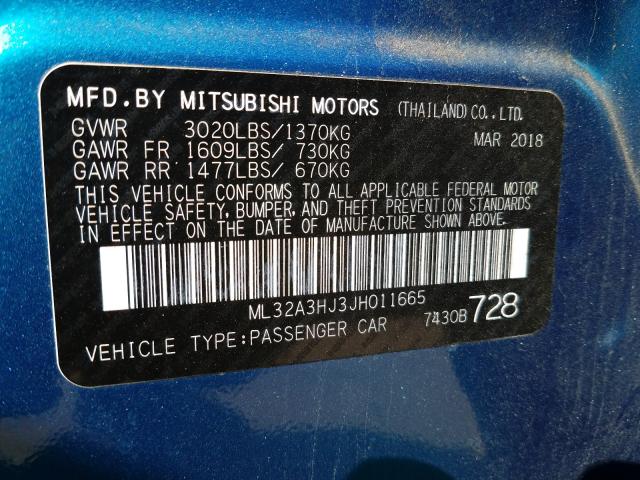 MFD.BY MITSUBISHI MOTORS (THAILAND)CO.,LTD.
GVWR 3020LBS/1370KG MAR 2018
GAWR FR 1609LBS/ 730KG
GAWR RR 1477LBS/ 670KG
THIS VEHICLE CONFORMS TO ALL APPLICABLE FEDERAL MOTOR
VEHICLE SAFETY, BUMPER, AND THEFT PREVENTION STANDARDS
IN EFFECT ON THE DATE OF MANUFACTURE SHOWN ABOVE.
ML32A3HJ3JH011665
7430B 728
VEHICLE TYPE:PASSENGER CAR